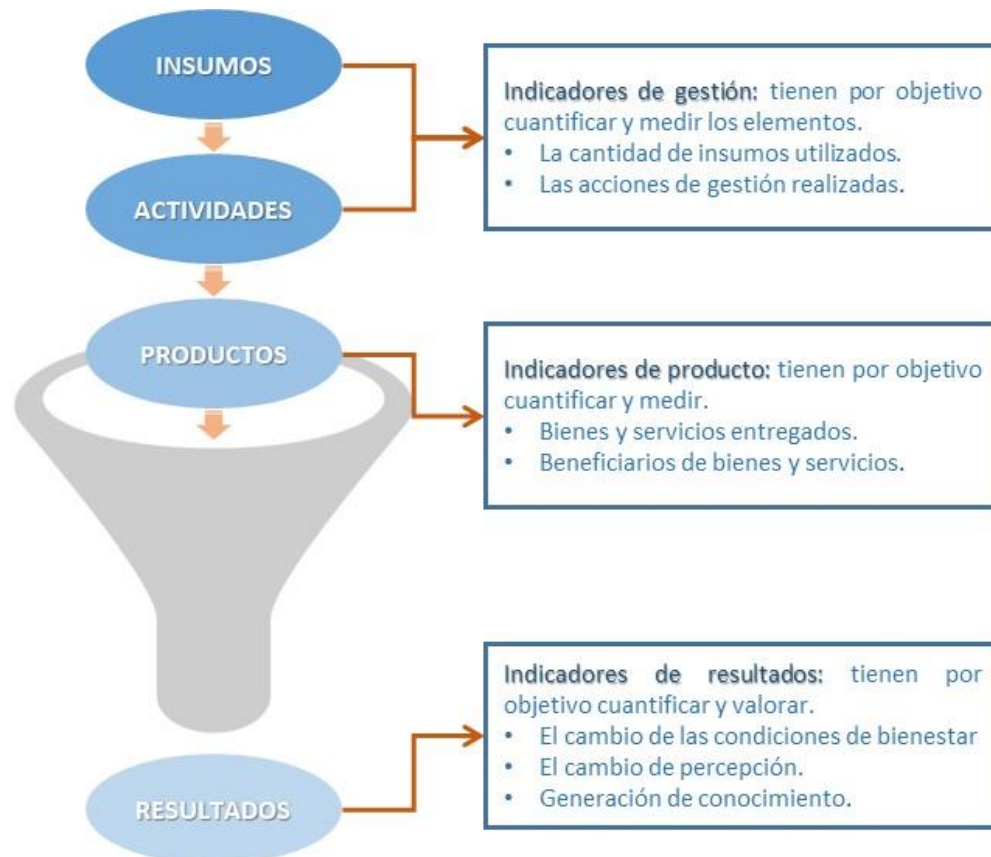 INSUMOS
Indicadores de gestión: tienen por objetivo
cuantificar y medir los elementos.
• La cantidad de insumos utilizados.
• Las acciones de gestión realizadas.
ACTIVIDADES
PRODUCTOS
Indicadores de producto: tienen por objetivo
cuantificar y medir.
• Bienes y servicios entregados.
• Beneficiarios de bienes y servicios.
Indicadores de resultados: tienen por
objetivo cuantificar y valorar.
• El cambio de las condiciones de bienestar
• El cambio de percepción.
• Generación de conocimiento.
RESULTADOS